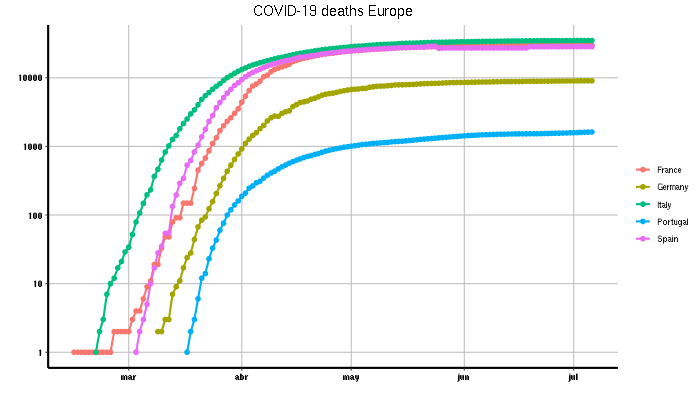 COVID-19 deaths Europe
10000
1000
100
10
1
mar
abr
may
jun
jul
France
Germany
Italy
Portugal
Spain